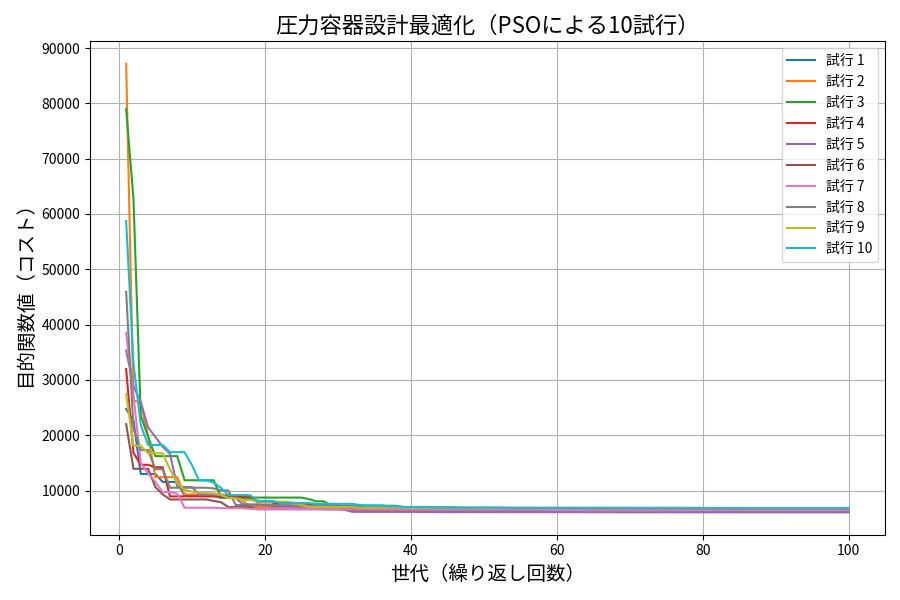 圧力容器設計最適化（PSOによる10試行）
目的関数値（コスト）
90000
80000
70000
60000
50000
40000
30000
20000
10000
0
20
40
60
80
100
世代（繰り返し回数）
試行 1
試行 2
試行 3
試行 4
試行 5
試行 6
試行 7
試行 8
試行 9
試行 10